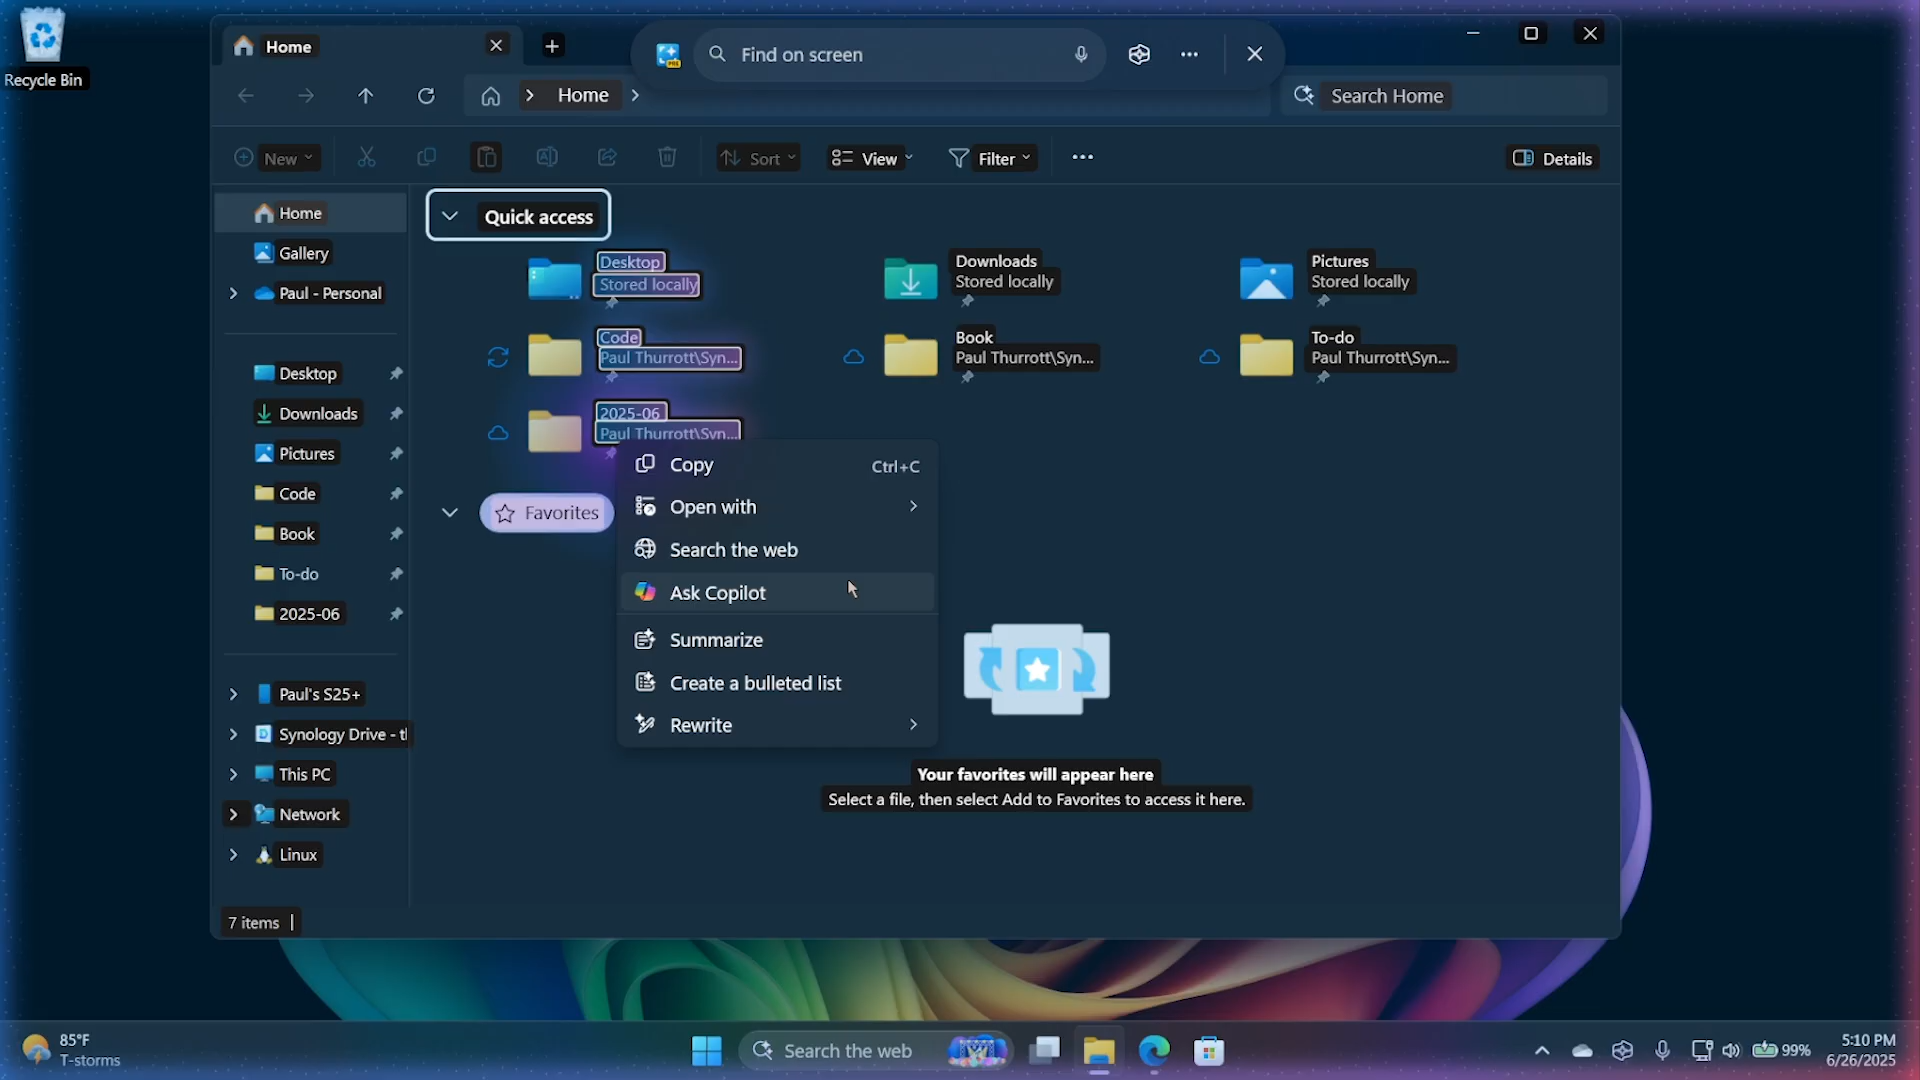 Recycle Bin
Home
Find on screen
Home
Search Home
New
Sort
View
Filter
Details
Home
Gallery
Paul - Personal
Desktop
Downloads
Pictures
Code
Book
To-do
2025-06
Paul's S25+
Synology Drive - tl
This PC
Network
Linux
Quick access
Desktop
Stored locally
Downloads
Stored locally
Pictures
Stored locally
Code
Paul Thurrott\Syn...
Book
Paul Thurrott\Syn...
To-do
Paul Thurrott\Syn...
2025-06
Paul Thurrott\Syn...
Favorites
Copy Ctrl+C
Open with
Search the web
Ask Copilot
Summarize
Create a bulleted list
Rewrite
Your favorites will appear here
Select a file, then select Add to Favorites to access it here.
7 items
85°F
T-storms
Search the web
99%
5:10 PM
6/26/2025